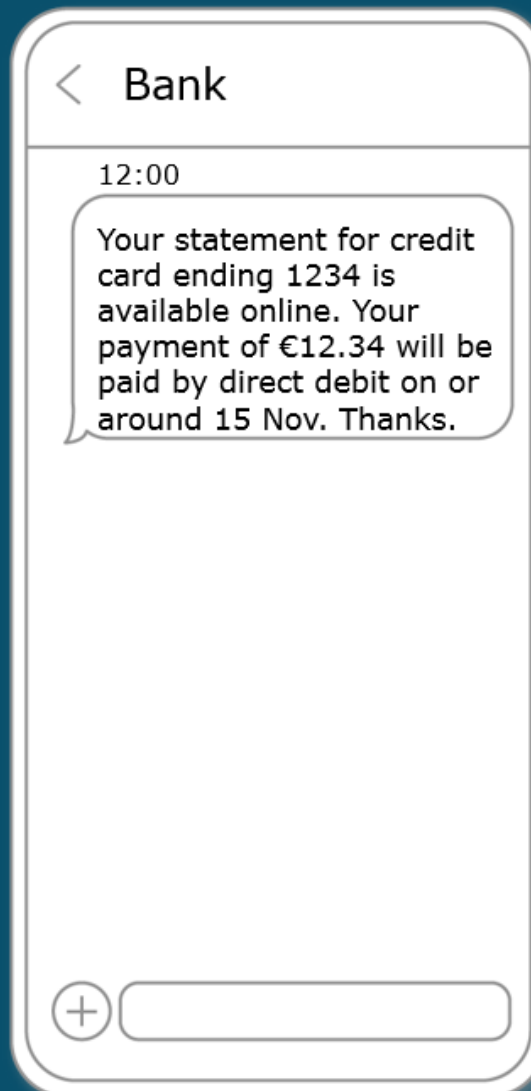 Bank
12:00
Your statement for credit
card ending 1234 is
available online. Your
payment of €12.34 will be
paid by direct debit on or
around 15 Nov. Thanks.